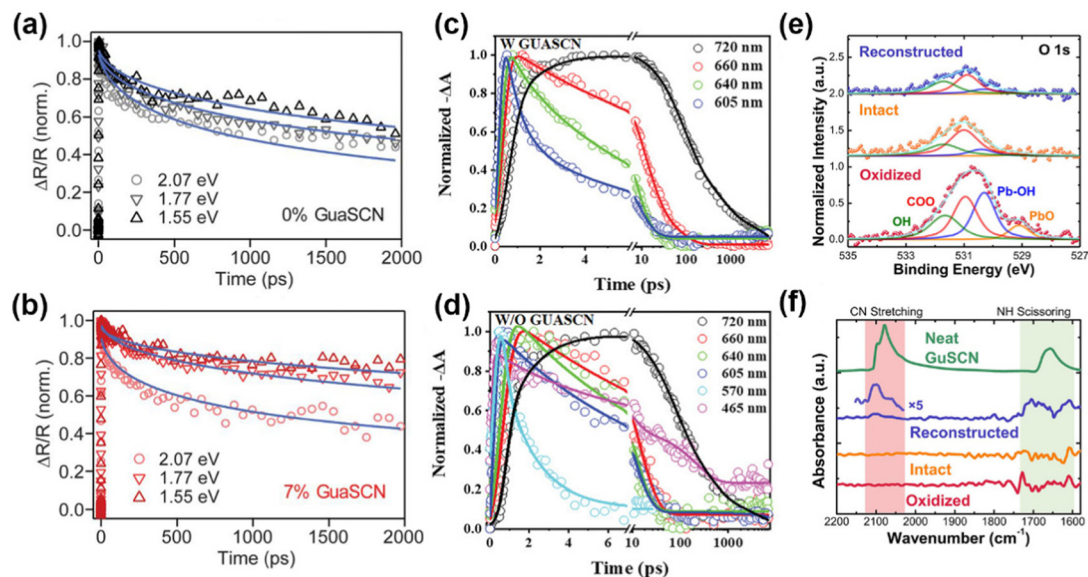 (a)
ΔR/R (norm.)
1.0
0.8
0.6
0.4
0.2
0.0
2.07 eV
1.77 eV
1.55 eV
0% GuaSCN
0 500 1000 1500 2000
Time (ps)
(b)
ΔR/R (norm.)
1.0
0.8
0.6
0.4
0.2
0.0
2.07 eV
1.77 eV
1.55 eV
7% GuaSCN
0 500 1000 1500 2000
Time (ps)
(c)
Normalized -ΔA
W GUASCN
1.0
0.8
0.6
0.4
0.2
0.0
720 nm
660 nm
640 nm
605 nm
0 2 4 6 10 100 1000
Time (ps)
(d)
Normalized -ΔA
W/O GUASCN
1.0
0.8
0.6
0.4
0.2
0.0
720 nm
660 nm
640 nm
605 nm
570 nm
465 nm
0 2 4 6 10 100 1000
Time (ps)
(e)
Normalized Intensity (a.u.)
O 1s
Reconstructed
Intact
Oxidized
COO
OH
Pb-OH
PbO
2.5
2.0
1.5
1.0
0.5
0.0
535 533 531 529 527
Binding Energy (eV)
(f)
Absorbance (a.u.)
CN Stretching
NH Scissoring
Neat
GuSCN
×5
Reconstructed
Intact
Oxidized
2200 2100 2000 1900 1800 1700 1600
Wavenumber (cm⁻¹)